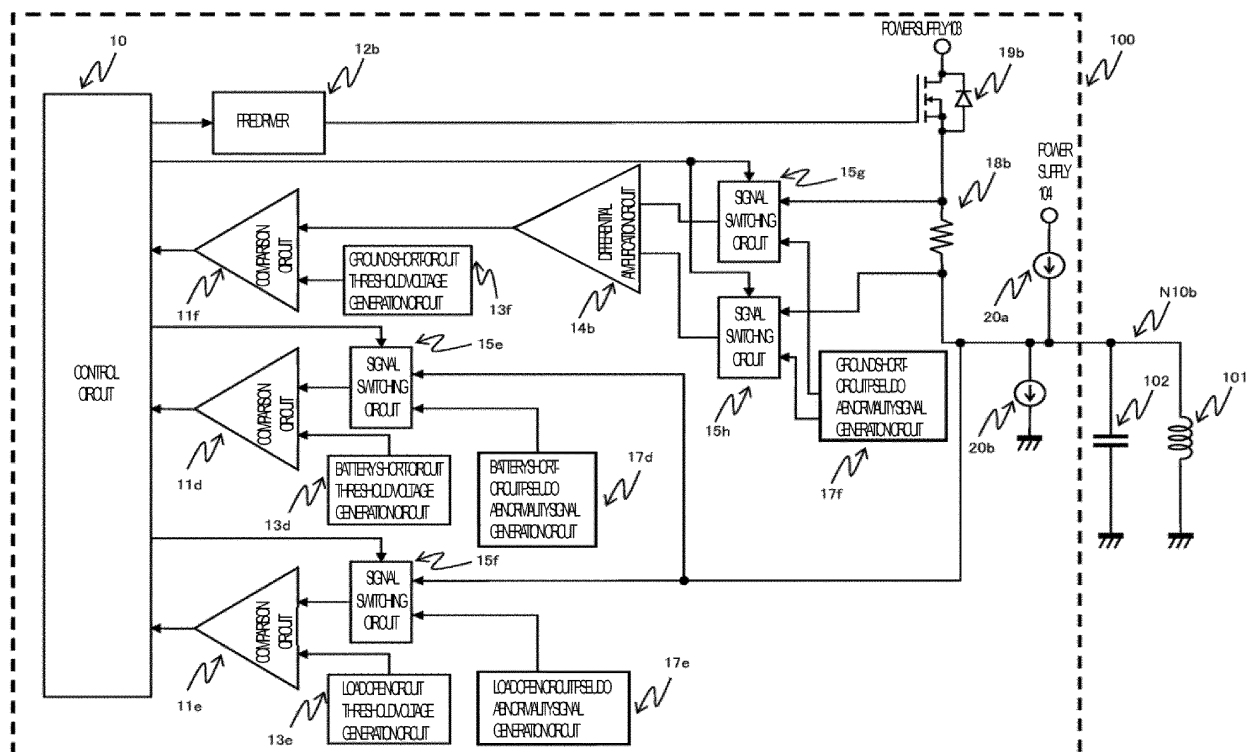 10
12b
POWER SUPPLY 103
19b
100
PREDRIVER
15g
18b
POWER
SUPPLY
104
SIGNAL
SWITCHING
CIRCUIT
DIFFERENTIAL
AMPLIFICATION CIRCUIT
COMPARISON
CIRCUIT
GROUND SHORT-CIRCUIT
THRESHOLD VOLTAGE
GENERATION CIRCUIT
11f
13f
14b
SIGNAL
SWITCHING
CIRCUIT
20a
N10b
15e
CONTROL
CIRCUIT
COMPARISON
CIRCUIT
SIGNAL
SWITCHING
CIRCUIT
15h
GROUND SHORT-
CIRCUIT PSEUDO
ABNORMALITY SIGNAL
GENERATION CIRCUIT
20b
102
101
11d
BATTERY SHORT-CIRCUIT
THRESHOLD VOLTAGE
GENERATION CIRCUIT
13d
BATTERY SHORT-
CIRCUIT PSEUDO
ABNORMALITY SIGNAL
GENERATION CIRCUIT
17d
17f
15f
COMPARISON
CIRCUIT
SIGNAL
SWITCHING
CIRCUIT
11e
LOAD OPEN CIRCUIT
THRESHOLD VOLTAGE
GENERATION CIRCUIT
13e
LOAD OPEN CIRCUIT PSEUDO
ABNORMALITY SIGNAL
GENERATION CIRCUIT
17e